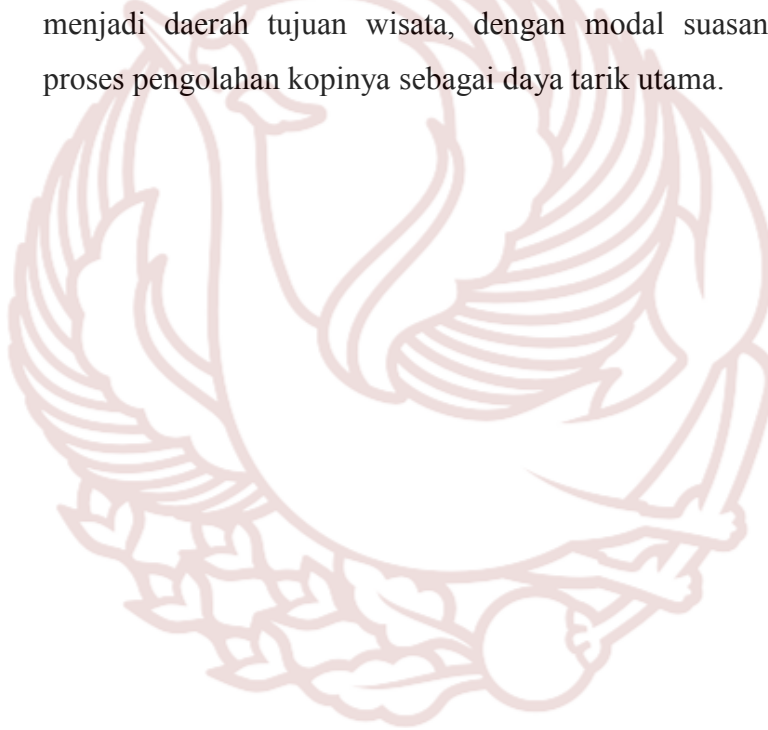 menjadi daerah tujuan wisata, dengan modal suasan
proses pengolahan kopinya sebagai daya tarik utama.